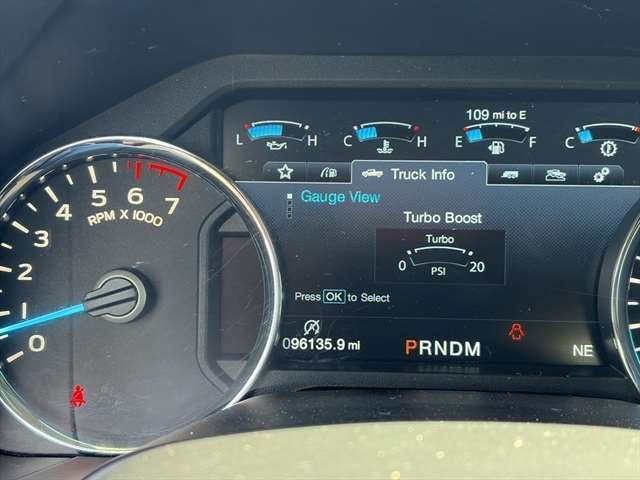 109 mi to E
L H C H E F C
Truck Info
Gauge View
Turbo Boost
Turbo
0 PSI 20
Press OK to Select
096135.9 mi
PRNDM
NE
0 1 2 3 4 5 6 7
RPM X 1000